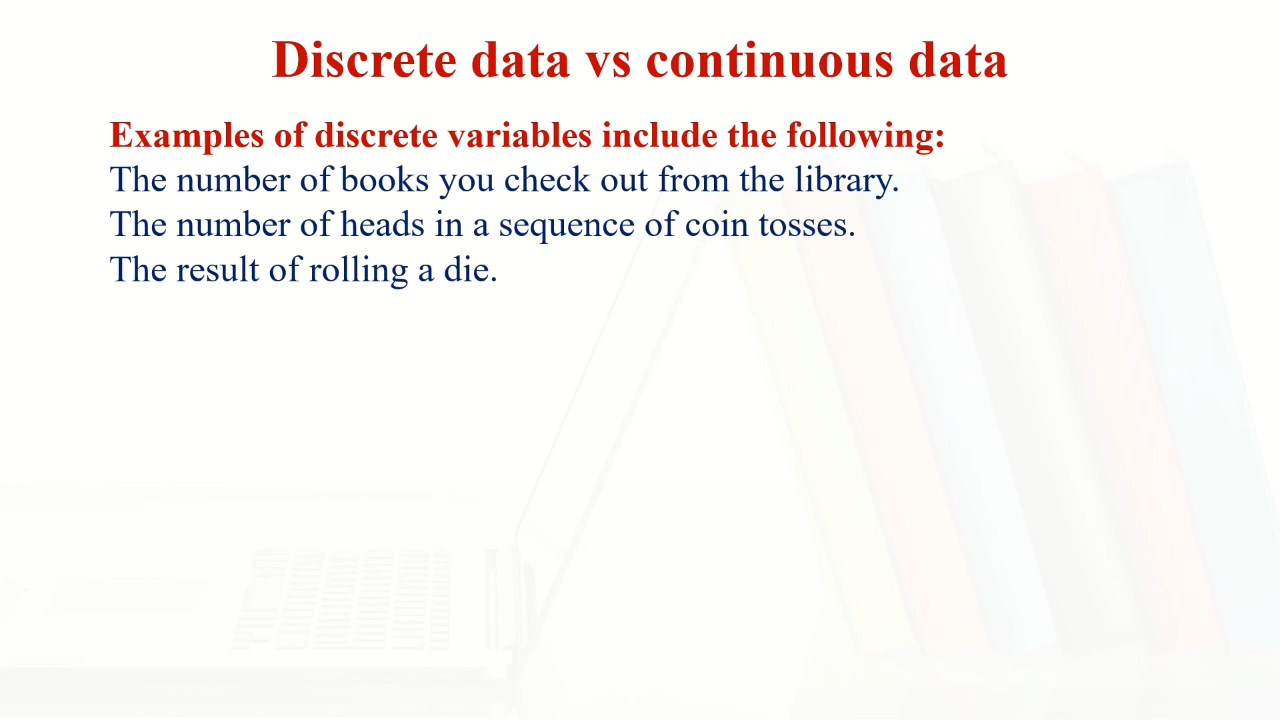 Discrete data vs continuous data
Examples of discrete variables include the following:
The number of books you check out from the library.
The number of heads in a sequence of coin tosses.
The result of rolling a die.